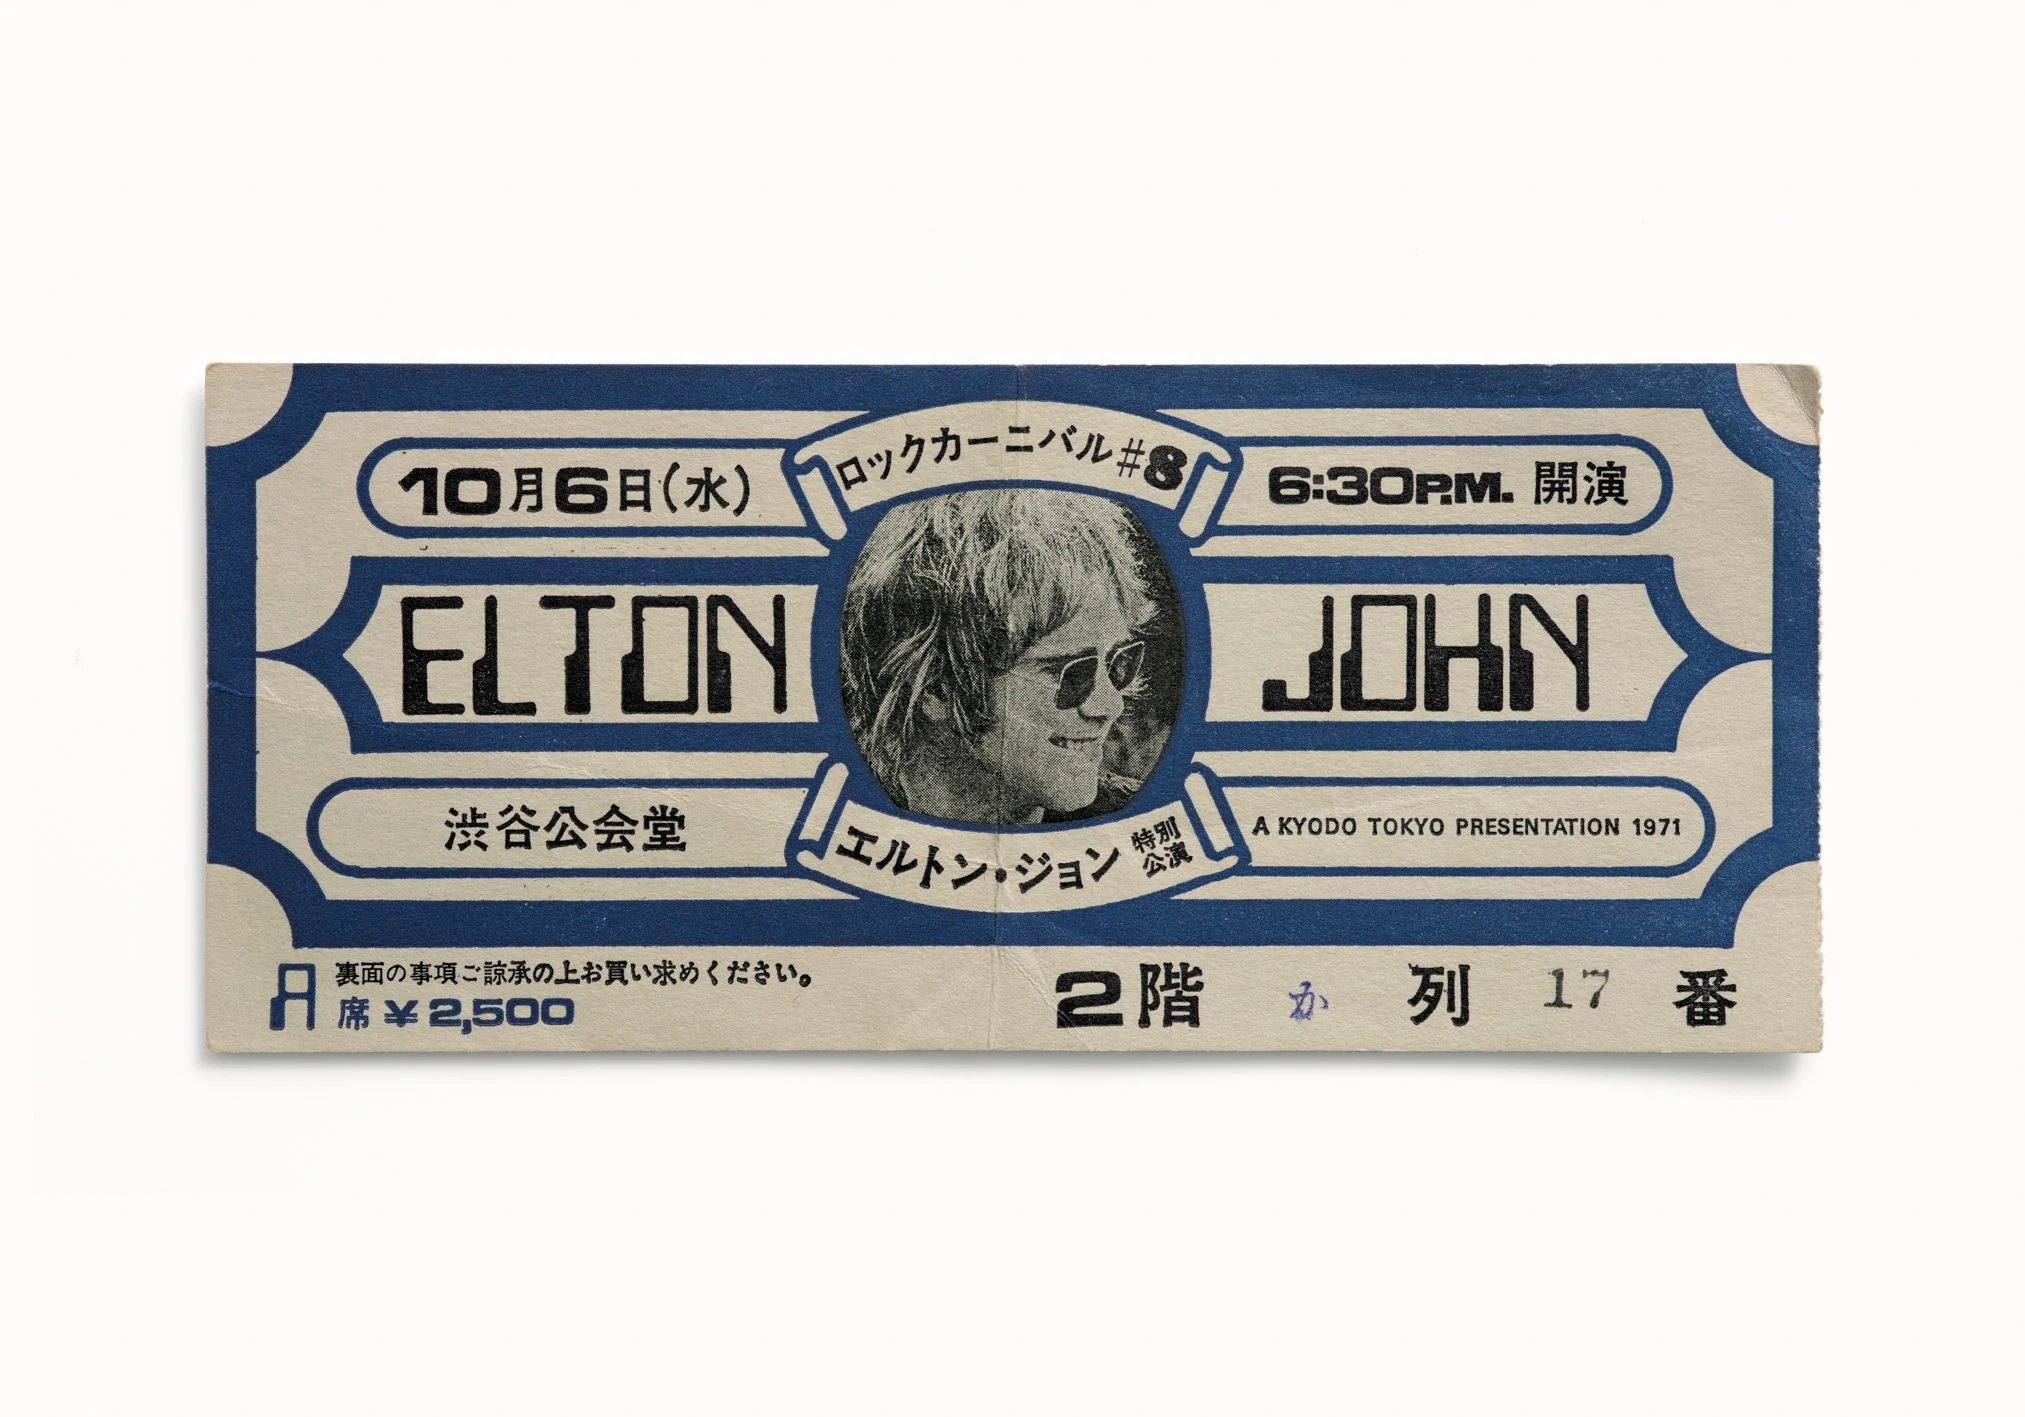 ロックカーニバル#8
10月6日(水)
6:30P.M. 開演
ELTON JOHN
渋谷公会堂
エルトン・ジョン 特別公演
A KYODO TOKYO PRESENTATION 1971
裏面の事項ご諒承の上お買い求めください。
A席 ¥2,500
2階 か 列 17 番